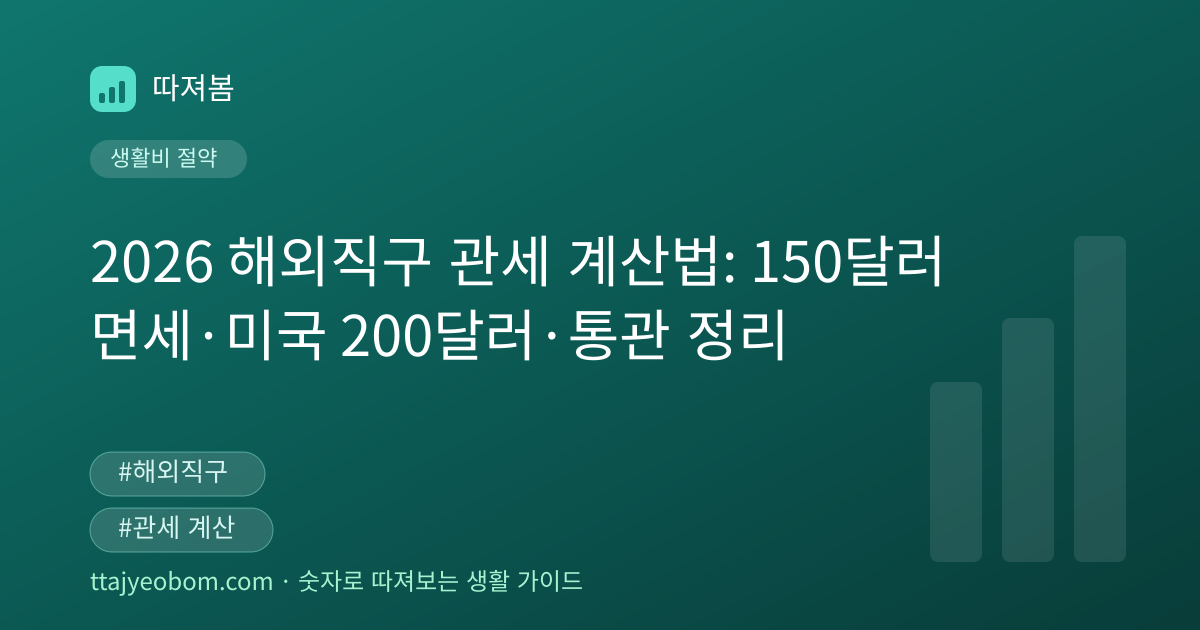 따져봄
생활비 절약
2026 해외직구 관세 계산법: 150달러
면세·미국 200달러·통관 정리
#해외직구
#관세 계산
ttajyeobom.com · 숫자로 따져보는 생활 가이드